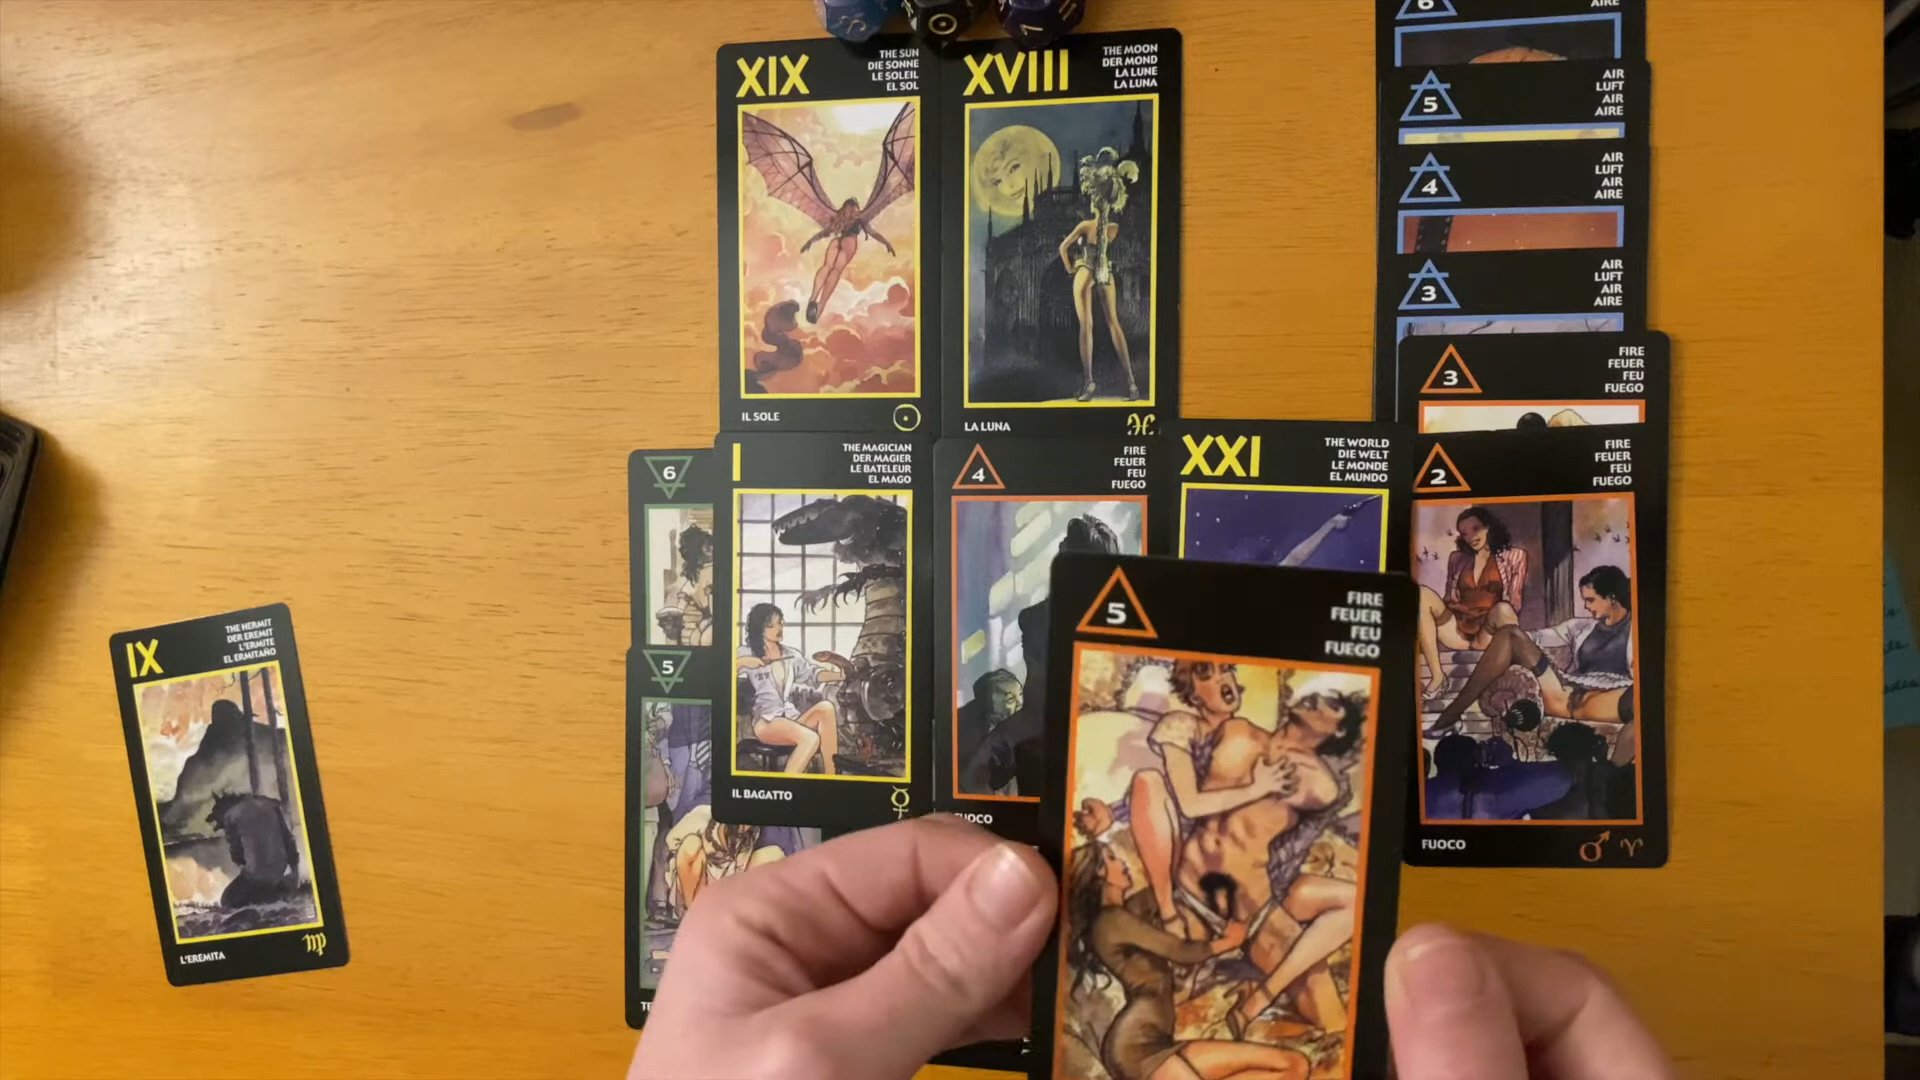 XIX
THE SUN
DIE SONNE
LE SOLEIL
EL SOL
IL SOLE
XVIII
THE MOON
DER MOND
LA LUNE
LA LUNA
LA LUNA
6
AIRE
5
AIR
LUFT
AIR
AIRE
4
AIR
LUFT
AIR
AIRE
3
AIR
LUFT
AIR
AIRE
3
FIRE
FEUER
FEU
FUEGO
2
FIRE
FEUER
FEU
FUEGO
FUOCO
6
5
TE
I
THE MAGICIAN
DER MAGIER
LE BATELEUR
EL MAGO
IL BAGATTO
4
FIRE
FEUER
FEU
FUEGO
FUOCO
XXI
THE WORLD
DIE WELT
LE MONDE
EL MUNDO
5
FIRE
FEUER
FEU
FUEGO
IX
THE HERMIT
DER EREMIT
L'ERMITE
EL ERMITAÑO
L'EREMITA